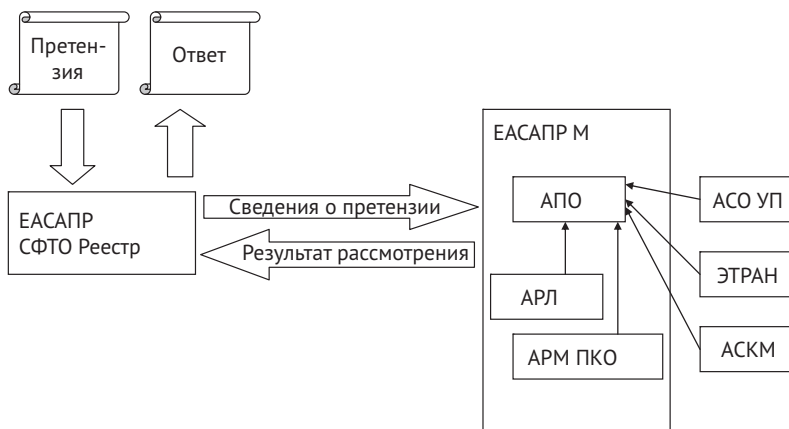 Претен-
зия
Ответ
ЕАСАПР М
АПО
АСО УП
ЕАСАПР
СФТО Реестр
Сведения о претензии
Результат рассмотрения
ЭТРАН
АРЛ
АРМ ПКО
АСКМ